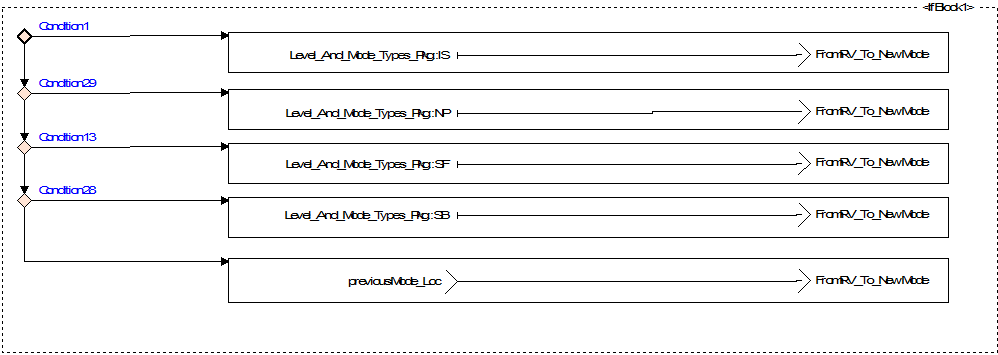 <IfBlock1>
Condition1
Level_And_Mode_Types_Pkg::IS
FromRV_To_NewMode
Condition29
Level_And_Mode_Types_Pkg::NP
FromRV_To_NewMode
Condition13
Level_And_Mode_Types_Pkg::SF
FromRV_To_NewMode
Condition28
Level_And_Mode_Types_Pkg::SB
FromRV_To_NewMode
previousMode_Loc
FromRV_To_NewMode